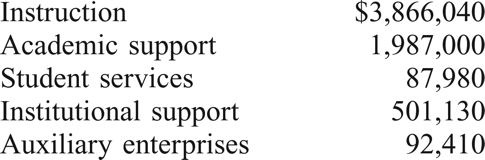 Instruction $3,866,040
Academic support 1,987,000
Student services 87,980
Institutional support 501,130
Auxiliary enterprises 92,410